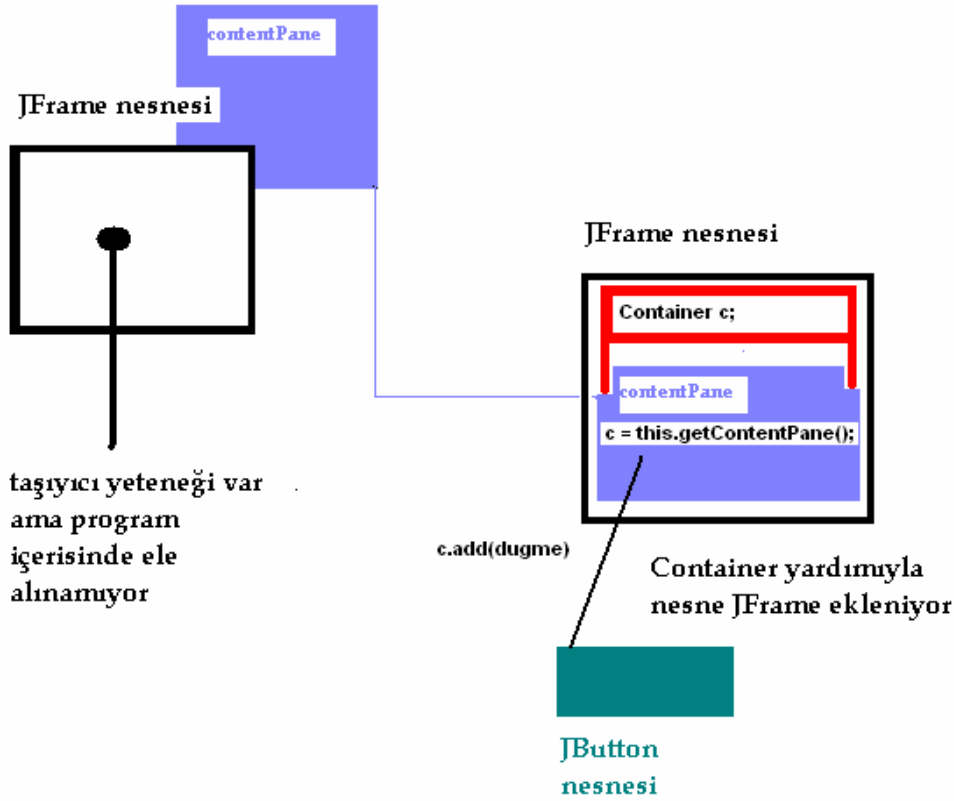 contentPane
JFrame nesnesi
JFrame nesnesi
Container c;
contentPane
c = this.getContentPane();
taşıyıcı yeteneği var
ama program
içerisinde ele
alınamıyor
c.add(dugme)
Container yardımıyla
nesne JFrame ekleniyor
JButton
nesnesi